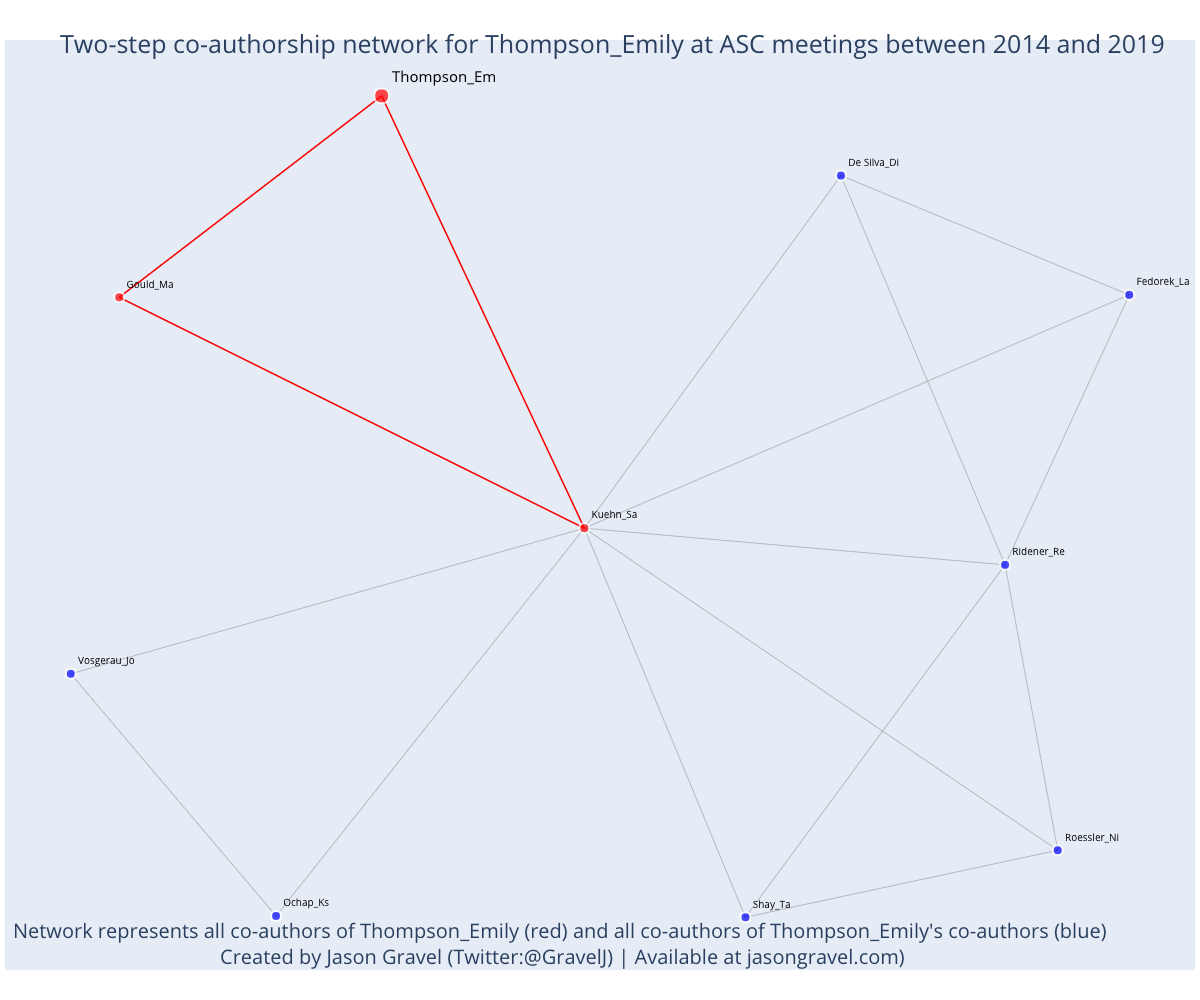 Two-step co-authorship network for Thompson_Emily at ASC meetings between 2014 and 2019
Thompson_Em
De Silva_Di
Fedorek_La
Gould_Ma
Kuehn_Sa
Ridener_Re
Vosgerau_Jo
Roessler_Ni
Ochap_Ks
Shay_Ta
Network represents all co-authors of Thompson_Emily (red) and all co-authors of Thompson_Emily's co-authors (blue)
Created by Jason Gravel (Twitter:@GravelJ) | Available at jasongravel.com)